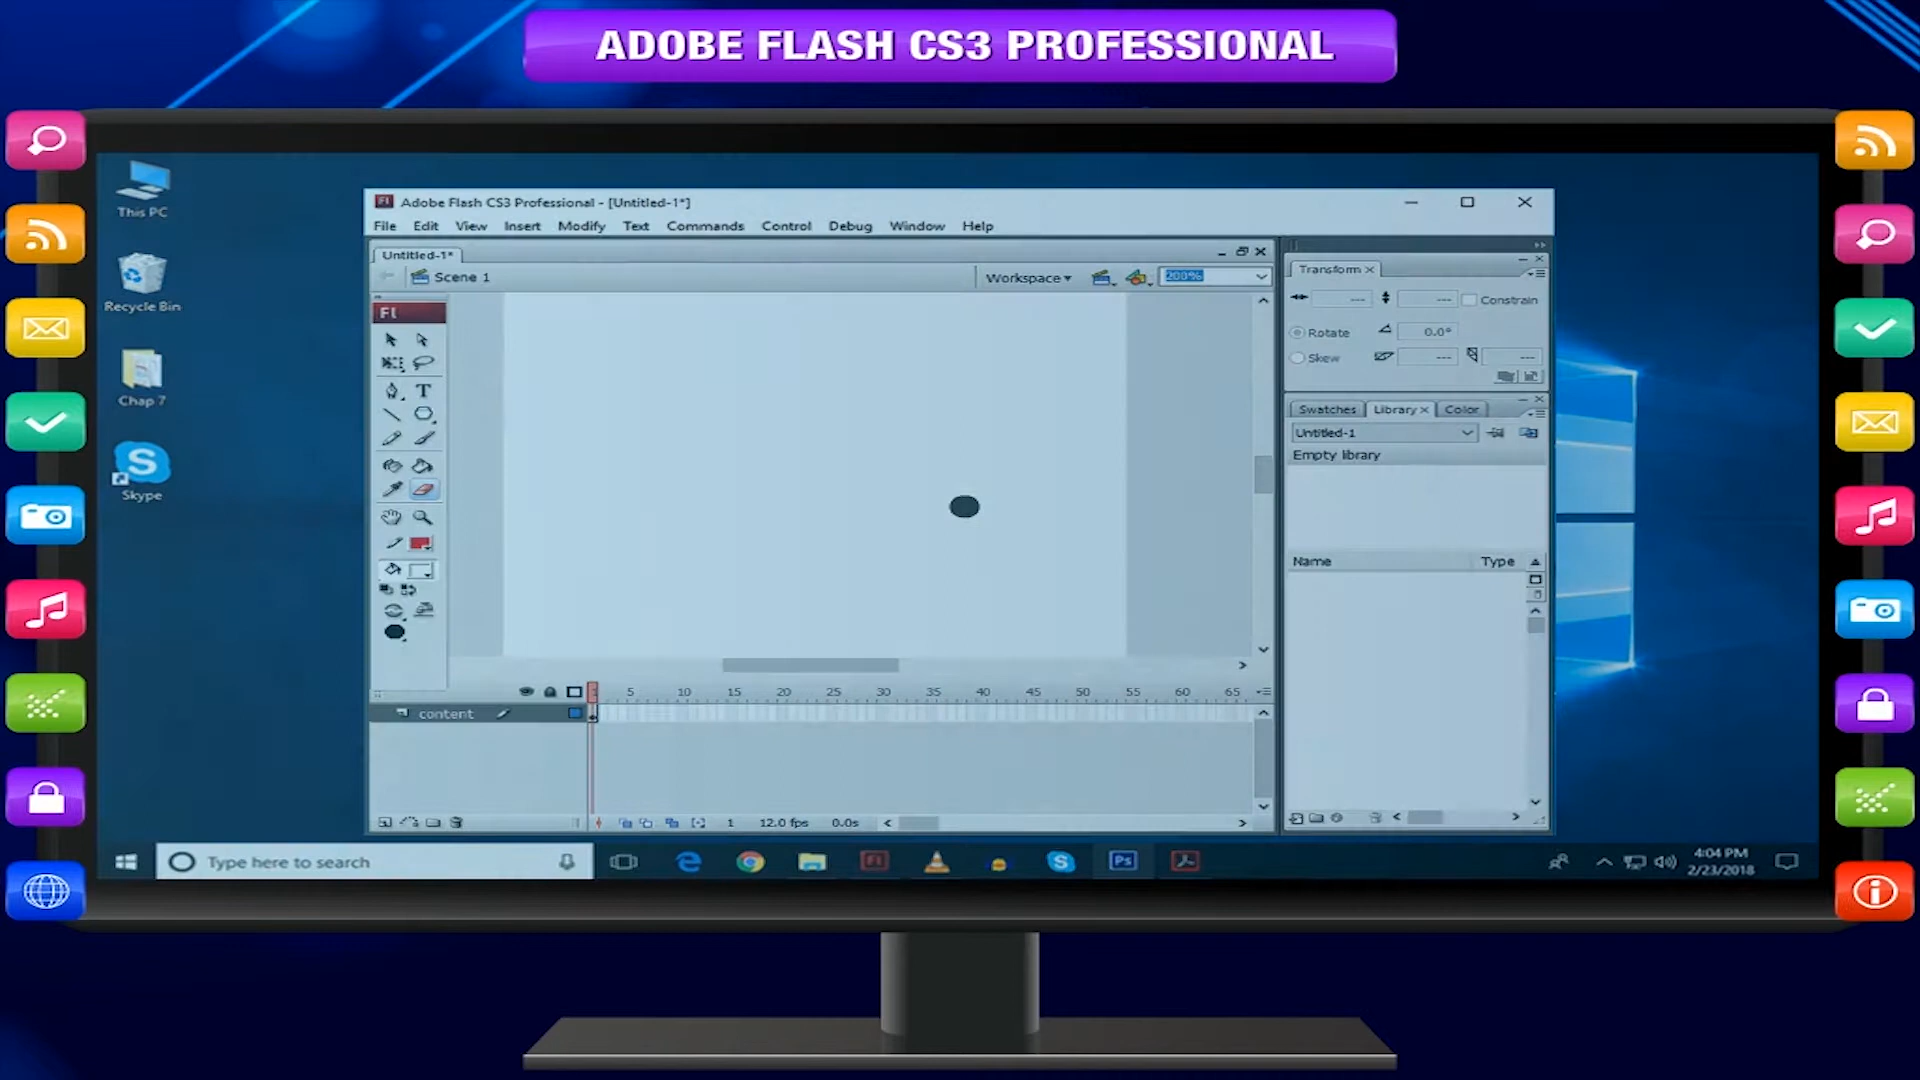 ADOBE FLASH CS3 PROFESSIONAL
This PC
Recycle Bin
Chap 7
Skype
Fl Adobe Flash CS3 Professional - [Untitled-1*]
File Edit View Insert Modify Text Commands Control Debug Window Help
Untitled-1*
Scene 1
Workspace
200%
Fl
T
5 10 15 20 25 30 35 40 45 50 55 60 65
content
1 12.0 fps 0.0s
Transform
--- --- Constrain
Rotate 0.0°
Skew --- ---
Swatches Library Color
Untitled-1
Empty library
Name Type
Type here to search
Fl
S
Ps
4:04 PM
2/23/2018